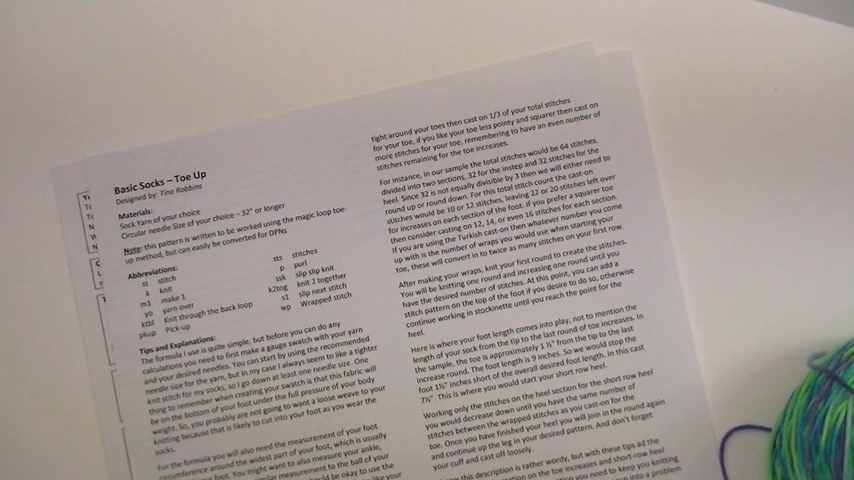 Basic Socks – Toe Up
Designed by: Tina Robbins
Materials:
Sock Yarn of your choice
Circular needle Size of your choice – 32" or longer
Note: this pattern is written to be worked using the magic loop toe-
up method, but can easily be converted for DPNs
Abbreviations:
st stitch
k knit
m1 make 1
yo yarn over
ktbl Knit through the back loop
pkup Pick-up
sts stitches
p purl
ssk slip slip knit
k2tog knit 2 together
s1 slip next stitch
wp Wrapped stitch
Tips and Explanations:
The formula I use is quite simple, but before you can do any
calculations you need to first make a gauge swatch with your yarn
and your desired needles. You can start by using the recommended
needle size for the yarn, but in my case I always seem to like a tighter
knit stitch for my socks, so I go down at least one needle size. One
thing to remember when creating your swatch is that this fabric will
be on the bottom of your foot under the full pressure of your body
weight. So, you probably are not going to want a loose weave to your
knitting because that is likely to cut into your foot as you wear the
socks.
For the formula you will also need the measurement of your foot
circumference around the widest part of your foot, which is usually
your foot. You might want to also measure your ankle,
similar measurement to the ball of your
should be okay to use the
like your
tight around your toes then cast on 1/3 of your total stitches
for your toe, if you like your toe less pointy and squarer then cast on
more stitches for your toe, remembering to have an even number of
stitches remaining for the toe increases.
For instance, in our sample the total stitches would be 64 stitches,
divided into two sections, 32 for the instep and 32 stitches for the
heel. Since 32 is not equally divisible by 3 then we will either need to
round up or round down. For this total stitch count the cast-on
stitches would be 10 or 12 stitches, leaving 22 or 20 stitches left over
for increases on each section of the foot. If you prefer a squarer toe
then consider casting on 12, 14, or even 16 stitches for each section.
If you are using the Turkish cast-on then whatever number you come
up with is the number of wraps you would use when starting your
toe, these will convert in to twice as many stitches on your first row.
After making your wraps, knit your first round to create the stitches.
You will be knitting one round and increasing one round until you
have the desired number of stitches. At this point, you can add a
stitch pattern on the top of the foot if you desire to do so, otherwise
continue working in stockinette until you reach the point for the
heel.
Here is where your foot length comes into play, not to mention the
length of your sock from the tip to the last round of toe increases. In
the sample, the toe is approximately 1 ½" from the tip to the last
increase round. The foot length is 9 inches. So we would stop the
foot 1½" inches short of the overall desired foot length. In this case
7½". This is where you would start your short row heel.
Working only the stitches on the heel section for the short row heel
you would decrease down until you have the same number of
stitches between the wrapped stitches as you cast-on for the
toe. Once you have finished your heel you will join in the round again
and continue up the leg in your desired pattern. And don't forget
your cuff and cast off loosely.
this description is rather wordy, but with these tips and the
on the toe increases and short-row heel
you need to keep you knitting
into a problem